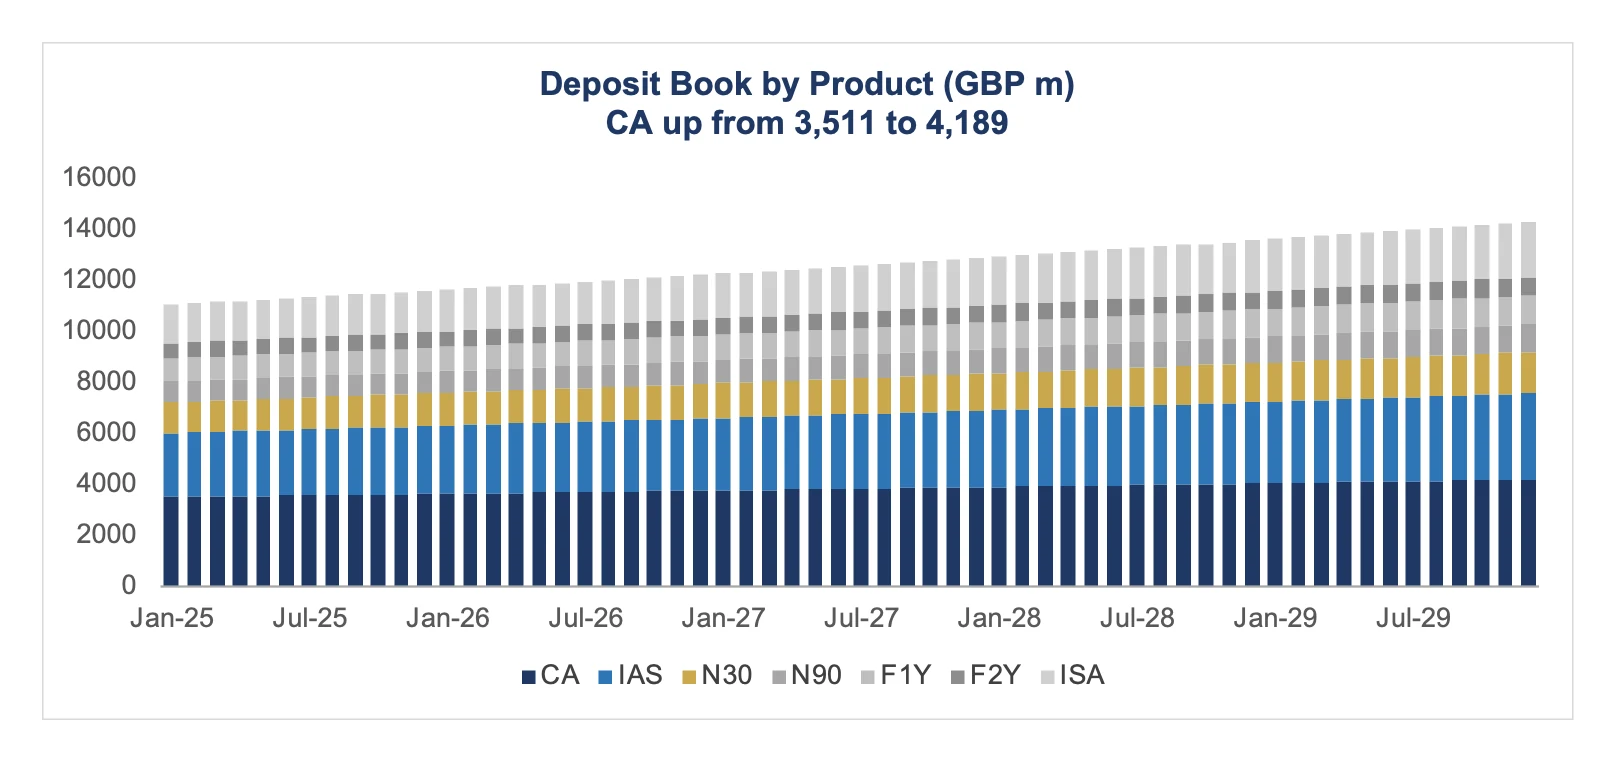 Deposit Book by Product (GBP m)
CA up from 3,511 to 4,189
16000
14000
12000
10000
8000
6000
4000
2000
0
Jan-25 Jul-25 Jan-26 Jul-26 Jan-27 Jul-27 Jan-28 Jul-28 Jan-29 Jul-29
CA IAS N30 N90 F1Y F2Y ISA